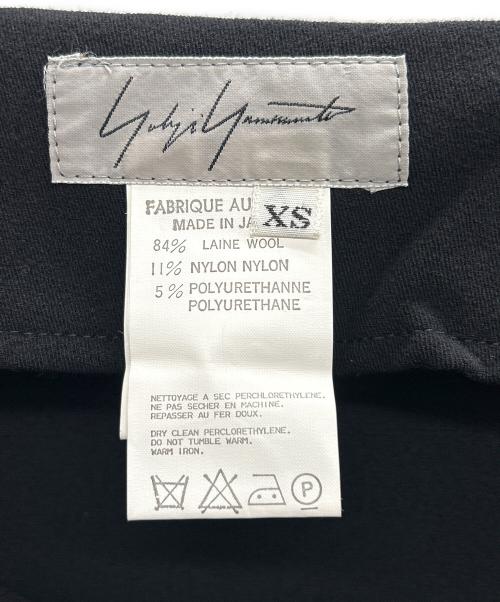 Yohji Yamamoto
FABRIQUE AU
XS
MADE IN JA
84% LAINE WOOL
11% NYLON NYLON
5% POLYURETHANNE
POLYURETHANE
NETTOYAGE A SEC PERCHLORETHYLENE.
NE PAS SECHER EN MACHINE.
REPASSER AU FER DOUX.
DRY CLEAN PERCLORETHYLENE.
DO NOT TUMBLE WARM.
WARM IRON.
P